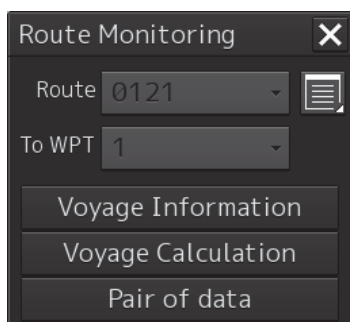 Route Monitoring
Route 0121
To WPT 1
Voyage Information
Voyage Calculation
Pair of data